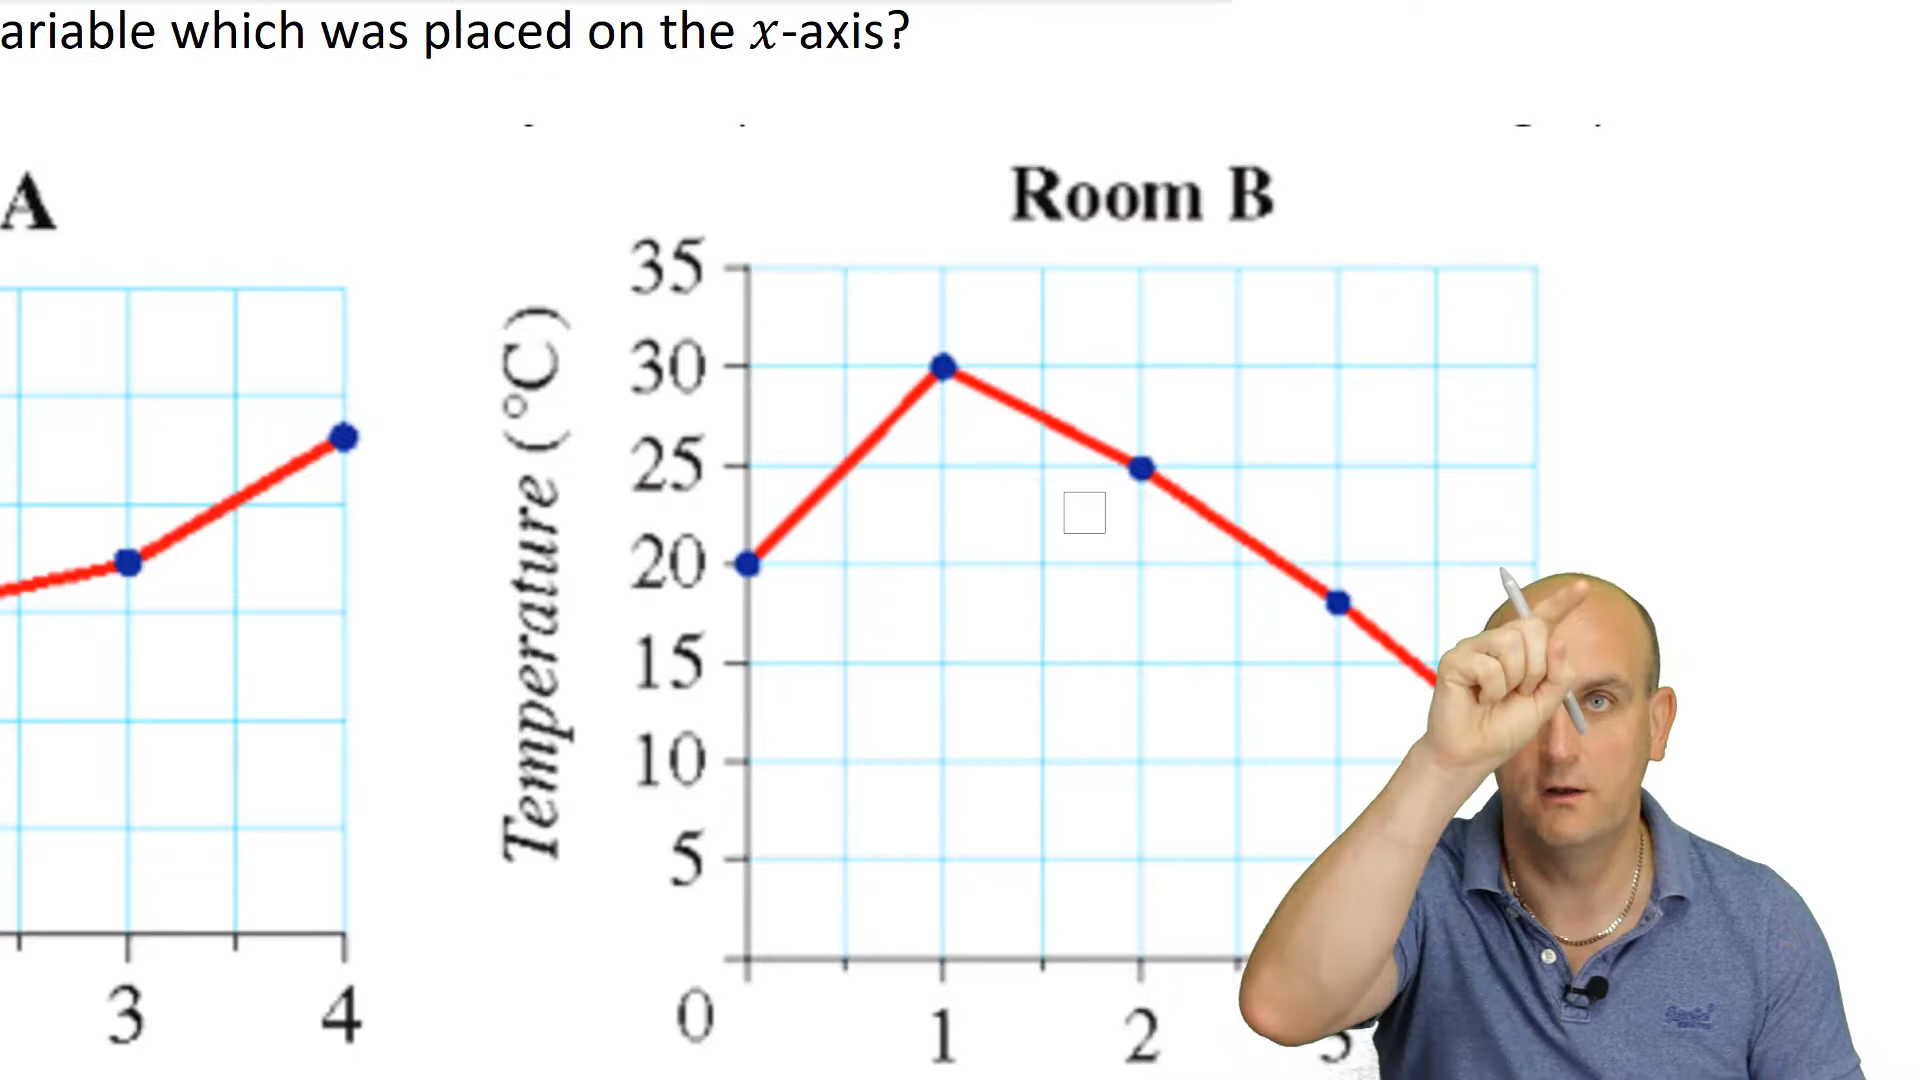 ariable which was placed on the x-axis?
A
Room B
35
30
25
20
15
10
5
Temperature (°C)
3 4
0 1 2 3